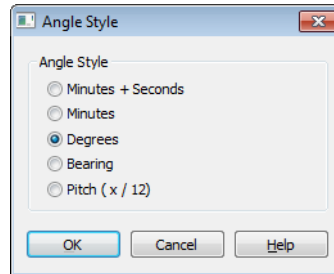 Angle Style
Angle Style
Minutes + Seconds
Minutes
Degrees
Bearing
Pitch ( x / 12)
OK Cancel Help